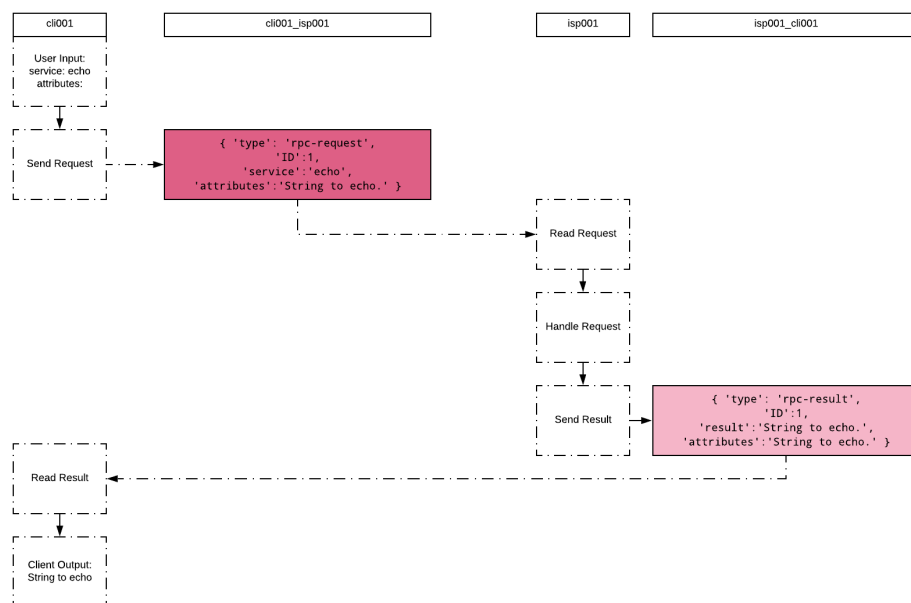 cli001
cli001_isp001
isp001
isp001_cli001
User Input:
service: echo
attributes:
Send Request
{ 'type': 'rpc-request',
'ID':1,
'service':'echo',
'attributes':'String to echo.' }
Read Request
Handle Request
Send Result
{ 'type': 'rpc-result',
'ID':1,
'result':'String to echo.',
'attributes':'String to echo.' }
Read Result
Client Output:
String to echo